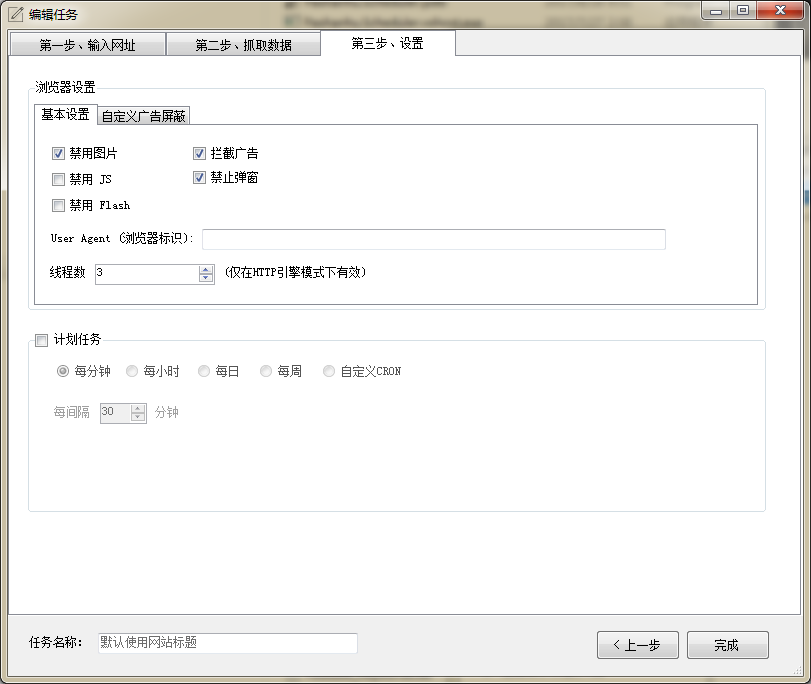 编辑任务
第一步、输入网址
第二步、抓取数据
第三步、设置
浏览器设置
基本设置
自定义广告屏蔽
禁用图片
拦截广告
禁用 JS
禁止弹窗
禁用 Flash
User Agent (浏览器标识):
线程数
3
(仅在HTTP引擎模式下有效)
计划任务
每分钟
每小时
每日
每周
自定义CRON
每间隔
30
分钟
任务名称:
默认使用网站标题
<上一步
完成